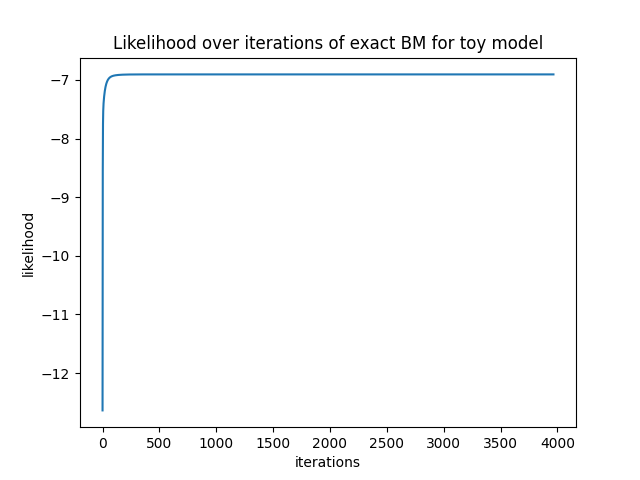 Likelihood over iterations of exact BM for toy model
−7
−8
−9
−10
−11
−12
likelihood
0 500 1000 1500 2000 2500 3000 3500 4000
iterations